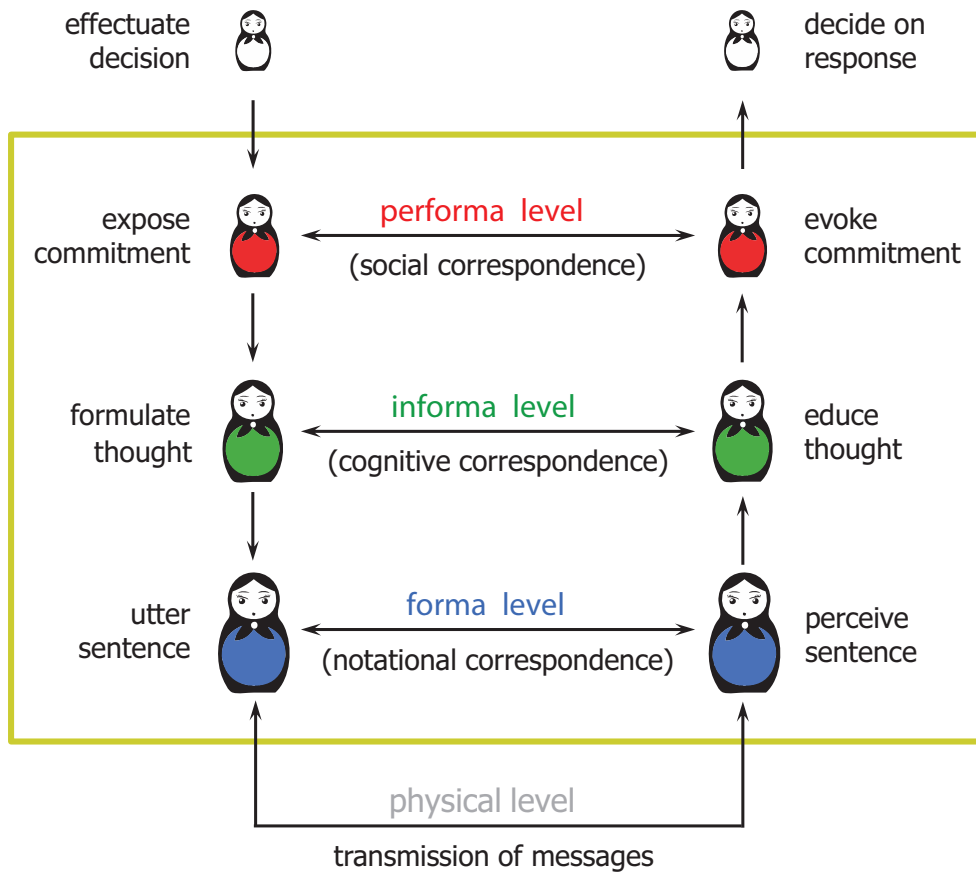 effectuate
decision
decide on
response
expose
commitment
performa level
(social correspondence)
evoke
commitment
formulate
thought
informa level
(cognitive correspondence)
educe
thought
utter
sentence
forma level
(notational correspondence)
perceive
sentence
physical level
transmission of messages